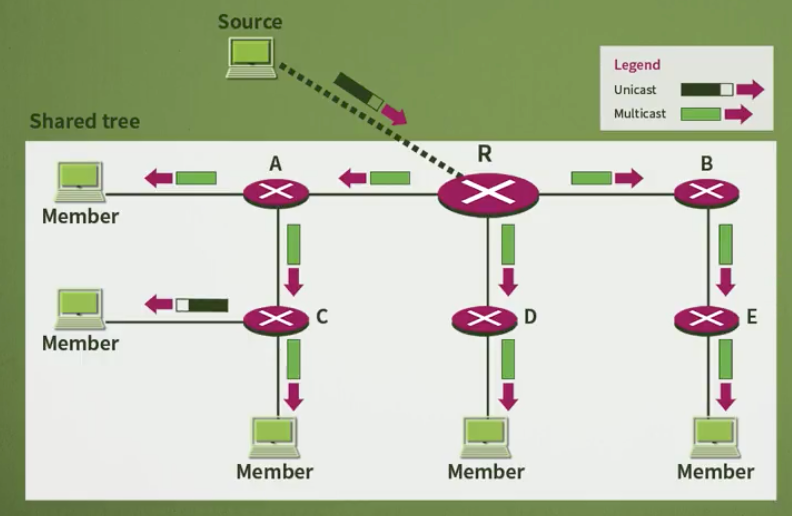 Source
Legend
Unicast
Multicast
Shared tree
A
R
B
Member
C
D
E
Member
Member
Member
Member